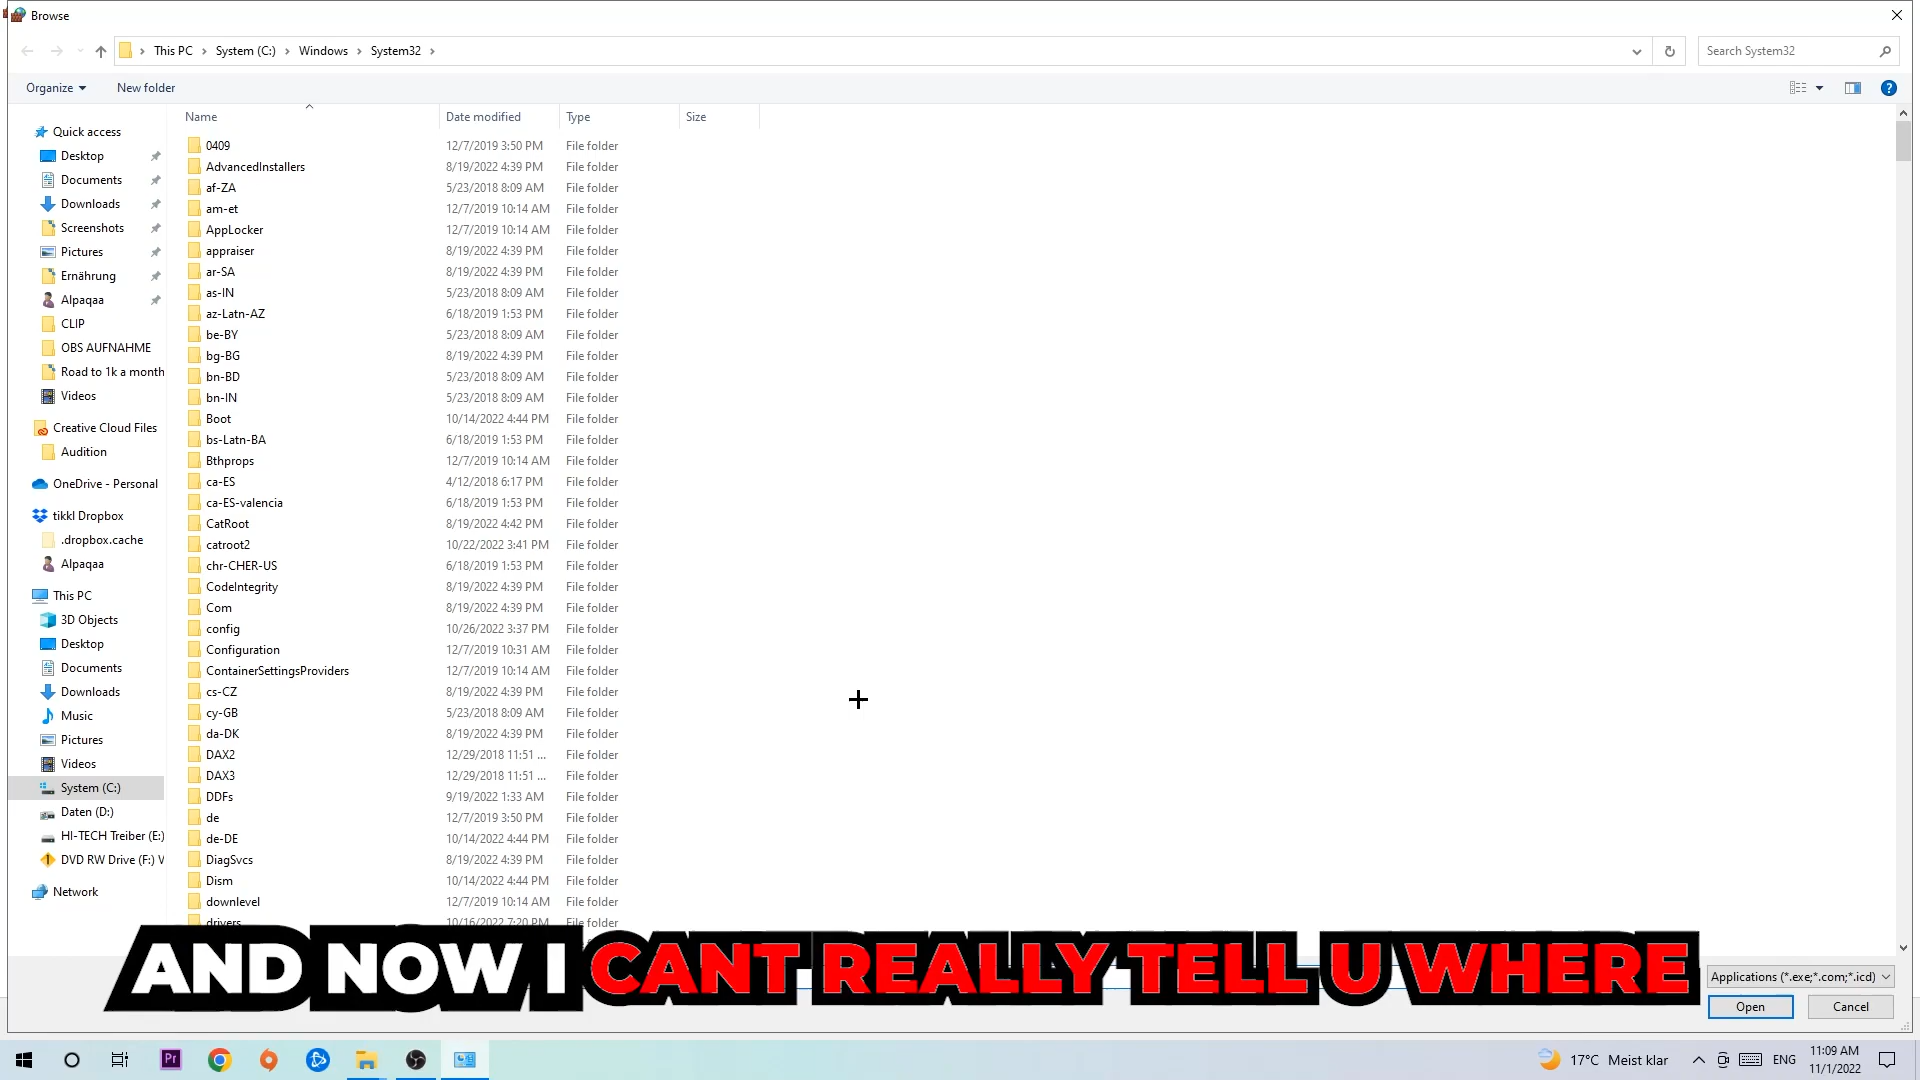 Browse
This PC > System (C:) > Windows > System32 >
Search System32
Organize
New folder
Name
Date modified
Type
Size
Quick access
Desktop
Documents
Downloads
Screenshots
Pictures
Ernährung
Alpaqaa
CLIP
OBS AUFNAHME
Road to 1k a month
Videos
Creative Cloud Files
Audition
OneDrive - Personal
tikkl Dropbox
.dropbox.cache
Alpaqaa
This PC
3D Objects
Desktop
Documents
Downloads
Music
Pictures
Videos
System (C:)
Daten (D:)
HI-TECH Treiber (E:)
DVD RW Drive (F:) V
Network
0409 12/7/2019 3:50 PM File folder
AdvancedInstallers 8/19/2022 4:39 PM File folder
af-ZA 5/23/2018 8:09 AM File folder
am-et 12/7/2019 10:14 AM File folder
AppLocker 12/7/2019 10:14 AM File folder
appraiser 8/19/2022 4:39 PM File folder
ar-SA 8/19/2022 4:39 PM File folder
as-IN 5/23/2018 8:09 AM File folder
az-Latn-AZ 6/18/2019 1:53 PM File folder
be-BY 5/23/2018 8:09 AM File folder
bg-BG 8/19/2022 4:39 PM File folder
bn-BD 5/23/2018 8:09 AM File folder
bn-IN 5/23/2018 8:09 AM File folder
Boot 10/14/2022 4:44 PM File folder
bs-Latn-BA 6/18/2019 1:53 PM File folder
Bthprops 12/7/2019 10:14 AM File folder
ca-ES 4/12/2018 6:17 PM File folder
ca-ES-valencia 6/18/2019 1:53 PM File folder
CatRoot 8/19/2022 4:42 PM File folder
catroot2 10/22/2022 3:41 PM File folder
chr-CHER-US 6/18/2019 1:53 PM File folder
CodeIntegrity 8/19/2022 4:39 PM File folder
Com 8/19/2022 4:39 PM File folder
config 10/26/2022 3:37 PM File folder
Configuration 12/7/2019 10:31 AM File folder
ContainerSettingsProviders 12/7/2019 10:14 AM File folder
cs-CZ 8/19/2022 4:39 PM File folder
cy-GB 5/23/2018 8:09 AM File folder
da-DK 8/19/2022 4:39 PM File folder
DAX2 12/29/2018 11:51 ... File folder
DAX3 12/29/2018 11:51 ... File folder
DDFs 9/19/2022 1:33 AM File folder
de 12/7/2019 3:50 PM File folder
de-DE 10/14/2022 4:44 PM File folder
DiagSvcs 8/19/2022 4:39 PM File folder
Dism 10/14/2022 4:44 PM File folder
downlevel 12/7/2019 10:14 AM File folder
drivers 10/16/2022 7:20 PM File folder
AND NOW I CANT REALLY TELL U WHERE
Applications (*.exe;*.com;*.icd)
Open
Cancel
Pr
17°C Meist klar
ENG
11:09 AM
11/1/2022